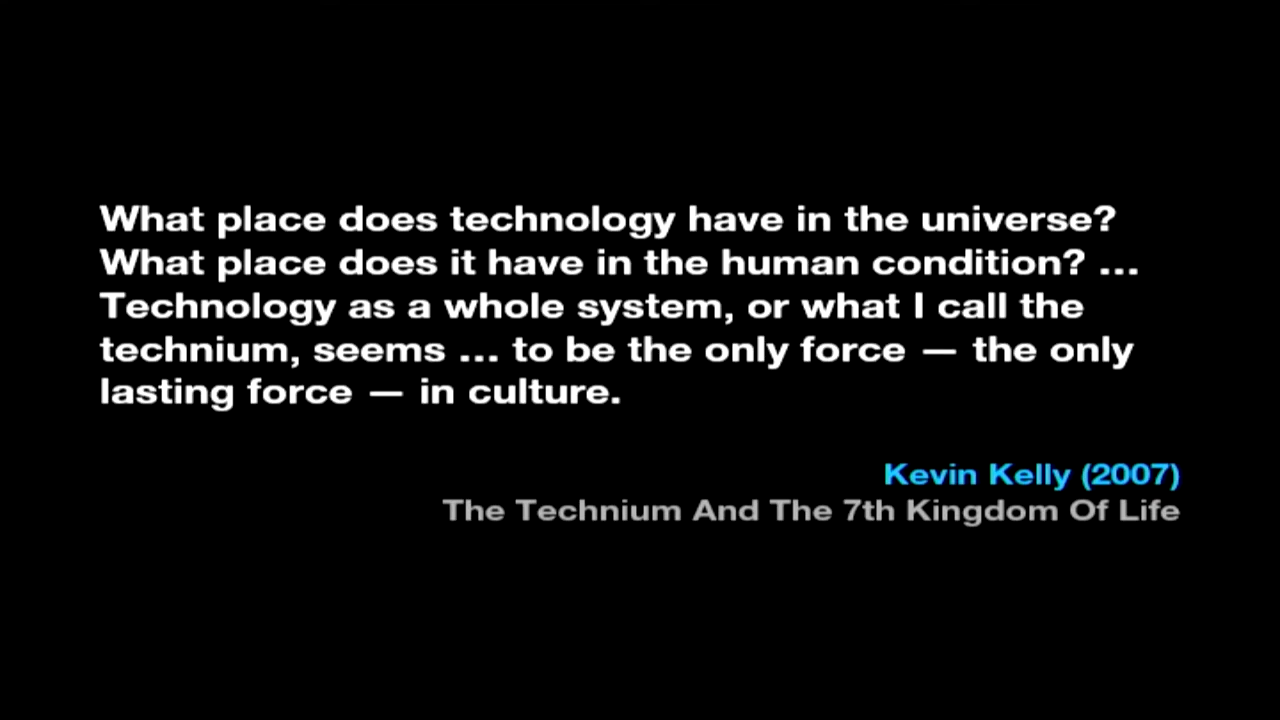 What place does technology have in the universe?
What place does it have in the human condition? ...
Technology as a whole system, or what I call the
technium, seems ... to be the only force — the only
lasting force — in culture.
Kevin Kelly (2007)
The Technium And The 7th Kingdom Of Life